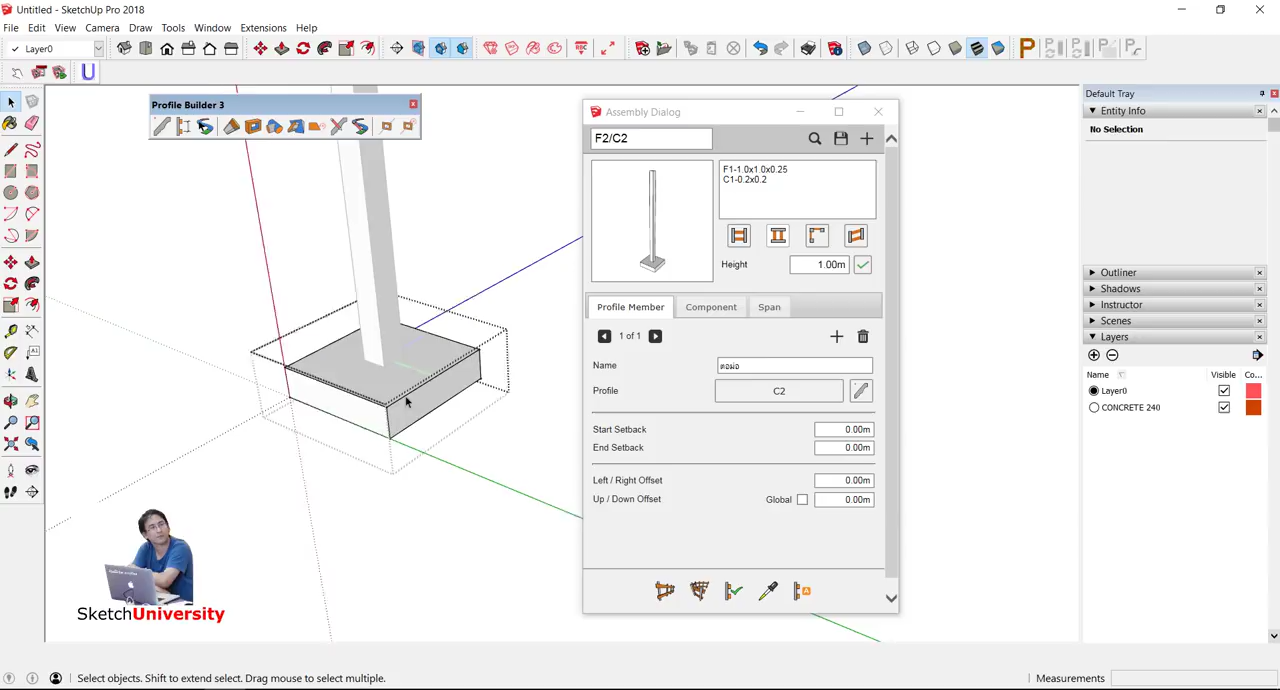 Untitled - SketchUp Pro 2018
File Edit View Camera Draw Tools Window Extensions Help
Layer0
Profile Builder 3
Assembly Dialog
F2/C2
F1-1.0x1.0x0.25
C1-0.2x0.2
Height 1.00m
Profile Member Component Span
1 of 1
Name ตอม่อ
Profile C2
Start Setback 0.00m
End Setback 0.00m
Left / Right Offset 0.00m
Up / Down Offset Global 0.00m
Default Tray
Entity Info
No Selection
Outliner
Shadows
Instructor
Scenes
Layers
Name Visible Co...
Layer0
CONCRETE 240
SketchUniversity
Select objects. Shift to extend select. Drag mouse to select multiple.
Measurements